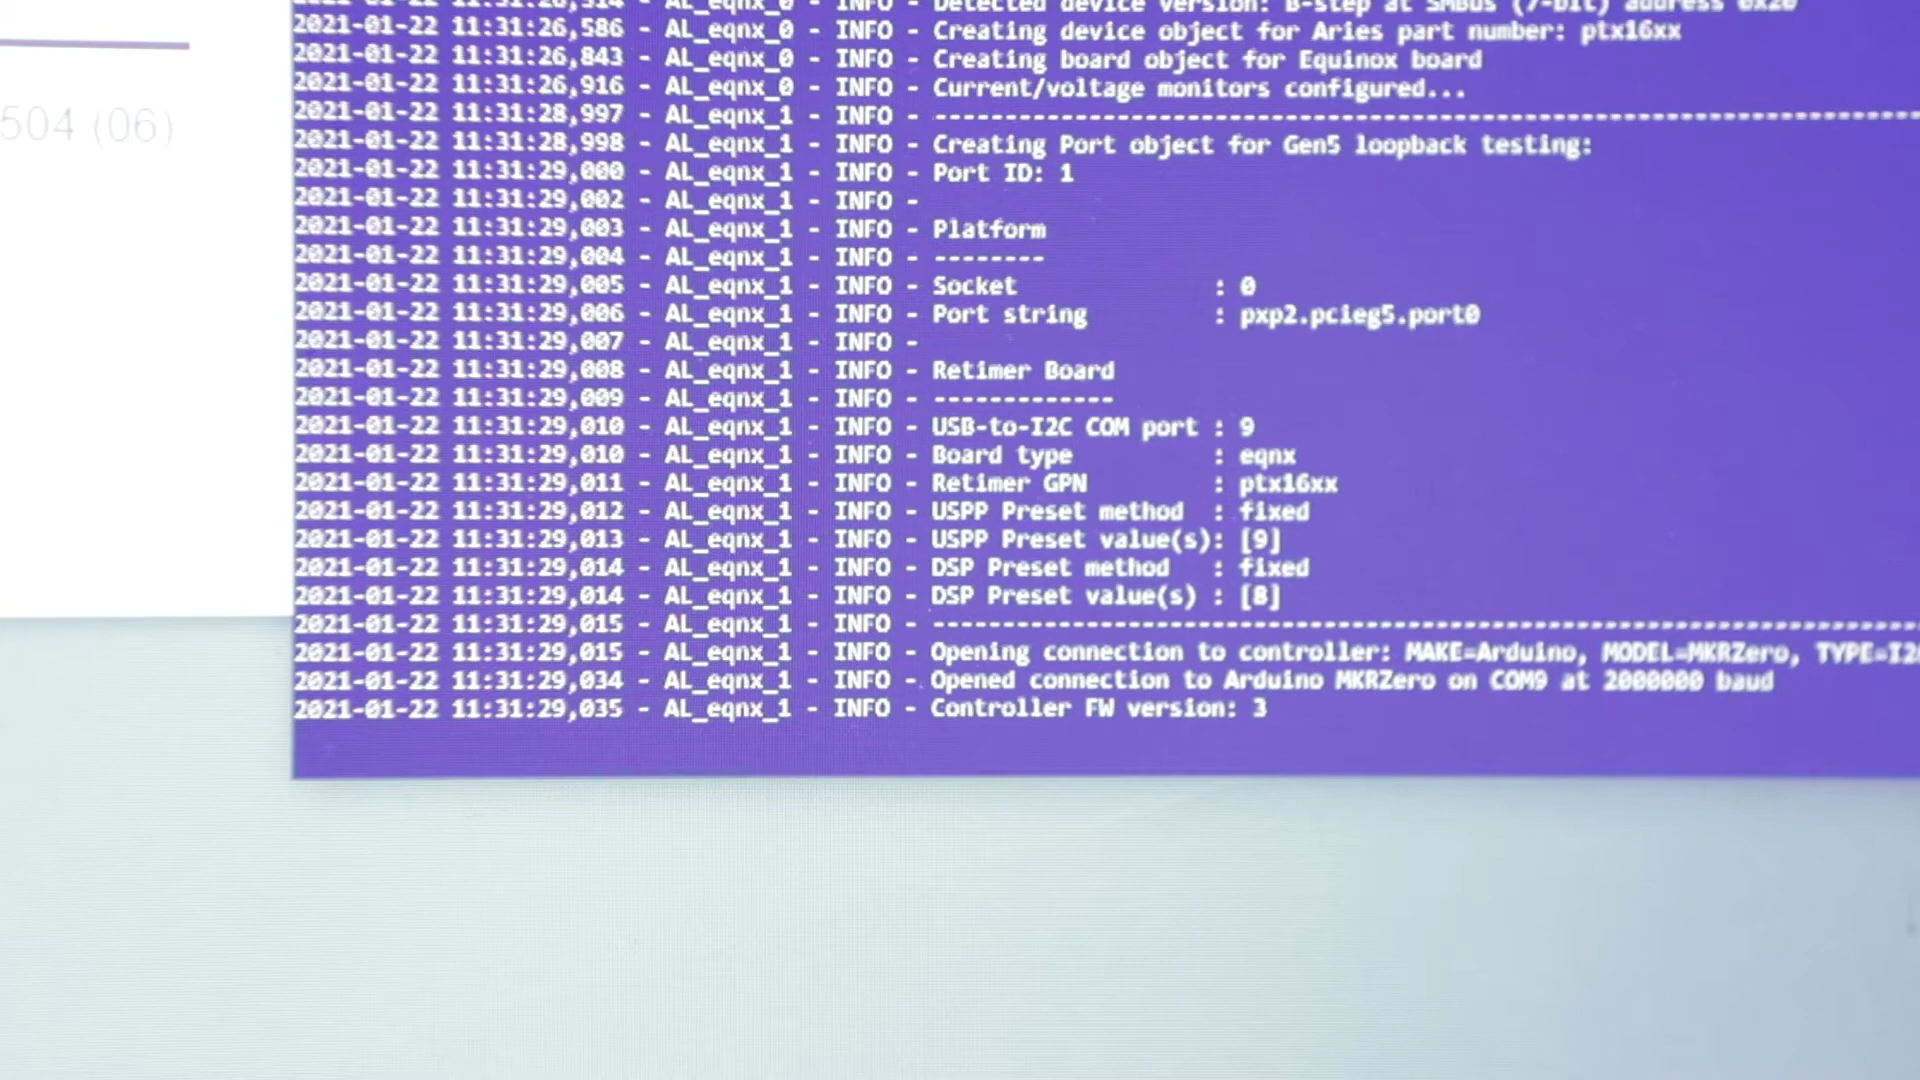 504 (06)
- AL_eqnx_0 - INFO - Detected device version: B-step at SMBus (7-bit) address 0x20
2021-01-22 11:31:26,586 - AL_eqnx_0 - INFO - Creating device object for Aries part number: ptx16xx
2021-01-22 11:31:26,843 - AL_eqnx_0 - INFO - Creating board object for Equinox board
2021-01-22 11:31:26,916 - AL_eqnx_0 - INFO - Current/voltage monitors configured...
2021-01-22 11:31:28,997 - AL_eqnx_1 - INFO - ----------------------------------------------------------------------
2021-01-22 11:31:28,998 - AL_eqnx_1 - INFO - Creating Port object for Gen5 loopback testing:
2021-01-22 11:31:29,000 - AL_eqnx_1 - INFO - Port ID: 1
2021-01-22 11:31:29,002 - AL_eqnx_1 - INFO -
2021-01-22 11:31:29,003 - AL_eqnx_1 - INFO - Platform
2021-01-22 11:31:29,004 - AL_eqnx_1 - INFO - --------
2021-01-22 11:31:29,005 - AL_eqnx_1 - INFO - Socket : 0
2021-01-22 11:31:29,006 - AL_eqnx_1 - INFO - Port string : pxp2.pcieg5.port0
2021-01-22 11:31:29,007 - AL_eqnx_1 - INFO -
2021-01-22 11:31:29,008 - AL_eqnx_1 - INFO - Retimer Board
2021-01-22 11:31:29,009 - AL_eqnx_1 - INFO - -------------
2021-01-22 11:31:29,010 - AL_eqnx_1 - INFO - USB-to-I2C COM port : 9
2021-01-22 11:31:29,010 - AL_eqnx_1 - INFO - Board type : eqnx
2021-01-22 11:31:29,011 - AL_eqnx_1 - INFO - Retimer GPN : ptx16xx
2021-01-22 11:31:29,012 - AL_eqnx_1 - INFO - USPP Preset method : fixed
2021-01-22 11:31:29,013 - AL_eqnx_1 - INFO - USPP Preset value(s): [9]
2021-01-22 11:31:29,014 - AL_eqnx_1 - INFO - DSP Preset method : fixed
2021-01-22 11:31:29,014 - AL_eqnx_1 - INFO - DSP Preset value(s) : [8]
2021-01-22 11:31:29,015 - AL_eqnx_1 - INFO - ----------------------------------------------------------------------
2021-01-22 11:31:29,015 - AL_eqnx_1 - INFO - Opening connection to controller: MAKE=Arduino, MODEL=MKRZero, TYPE=I2
2021-01-22 11:31:29,034 - AL_eqnx_1 - INFO - Opened connection to Arduino MKRZero on COM9 at 2000000 baud
2021-01-22 11:31:29,035 - AL_eqnx_1 - INFO - Controller FW version: 3